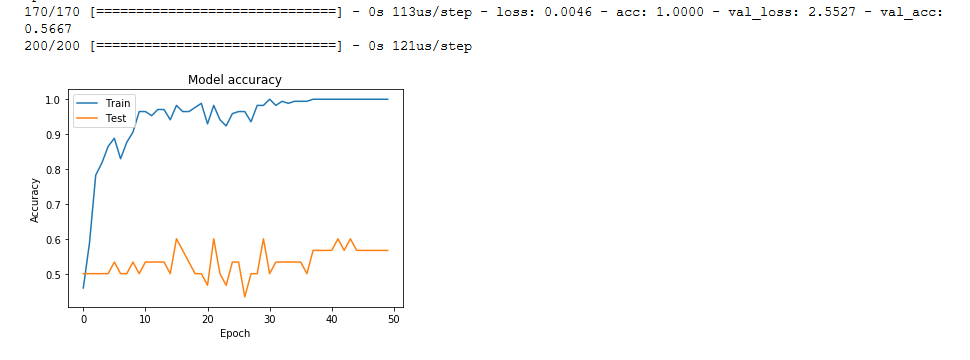 170/170 [==============================] - 0s 113us/step - loss: 0.0046 - acc: 1.0000 - val_loss: 2.5527 - val_acc:
0.5667
200/200 [==============================] - 0s 121us/step
Model accuracy
Train
Test
1.0
0.9
0.8
0.7
0.6
0.5
Accuracy
0 10 20 30 40 50
Epoch